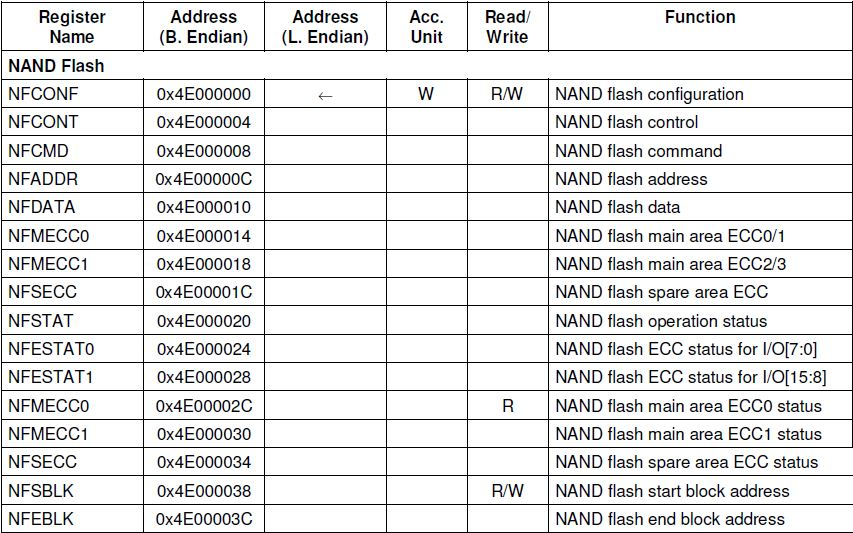 Register Name Address (B. Endian) Address (L. Endian) Acc. Unit Read/ Write Function
NAND Flash
NFCONF 0x4E000000 ← W R/W NAND flash configuration
NFCONT 0x4E000004 NAND flash control
NFCMD 0x4E000008 NAND flash command
NFADDR 0x4E00000C NAND flash address
NFDATA 0x4E000010 NAND flash data
NFMECC0 0x4E000014 NAND flash main area ECC0/1
NFMECC1 0x4E000018 NAND flash main area ECC2/3
NFSECC 0x4E00001C NAND flash spare area ECC
NFSTAT 0x4E000020 NAND flash operation status
NFESTAT0 0x4E000024 NAND flash ECC status for I/O[7:0]
NFESTAT1 0x4E000028 NAND flash ECC status for I/O[15:8]
NFMECC0 0x4E00002C R NAND flash main area ECC0 status
NFMECC1 0x4E000030 NAND flash main area ECC1 status
NFSECC 0x4E000034 NAND flash spare area ECC status
NFSBLK 0x4E000038 R/W NAND flash start block address
NFEBLK 0x4E00003C NAND flash end block address